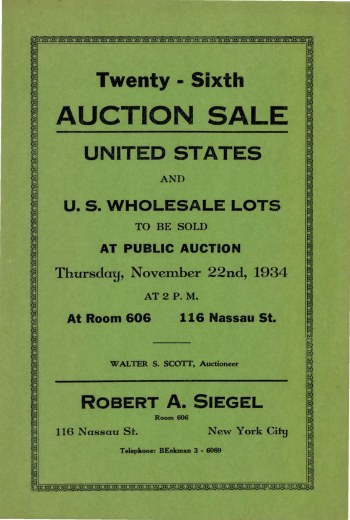 Twenty - Sixth
AUCTION SALE
UNITED STATES
AND
U. S. WHOLESALE LOTS
TO BE SOLD
AT PUBLIC AUCTION
Thursday, November 22nd, 1934
AT 2 P. M.
At Room 606 116 Nassau St.
WALTER S. SCOTT, Auctioneer
ROBERT A. SIEGEL
Room 606
116 Nassau St. New York City
Telephone: BEekman 3 - 6069